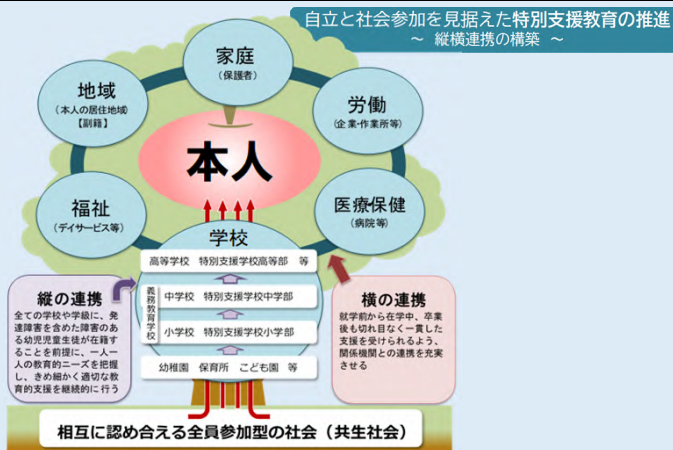 自立と社会参加を見据えた特別支援教育の推進
～ 縦横連携の構築 ～
家庭
(保護者)
地域
(本人の居住地域)
【副籍】
労働
(企業・作業所等)
本人
福祉
(デイサービス等)
医療・保健
(病院等)
学校
高等学校 特別支援学校高等部 等
義務教育学校
中学校 特別支援学校中学部
小学校 特別支援学校小学部
幼稚園 保育所 こども園 等
縦の連携
全ての学校や学級に、発
達障害を含めた障害のあ
る幼児児童生徒が在籍す
ることを前提に、一人一
人の教育的ニーズを把握
し、きめ細かく適切な教
育的支援を継続的に行う
横の連携
就学前から在学中、卒業
後も切れ目なく一貫した
支援を受けられるよう、
関係機関との連携を充実
させる
相互に認め合える全員参加型の社会（共生社会）